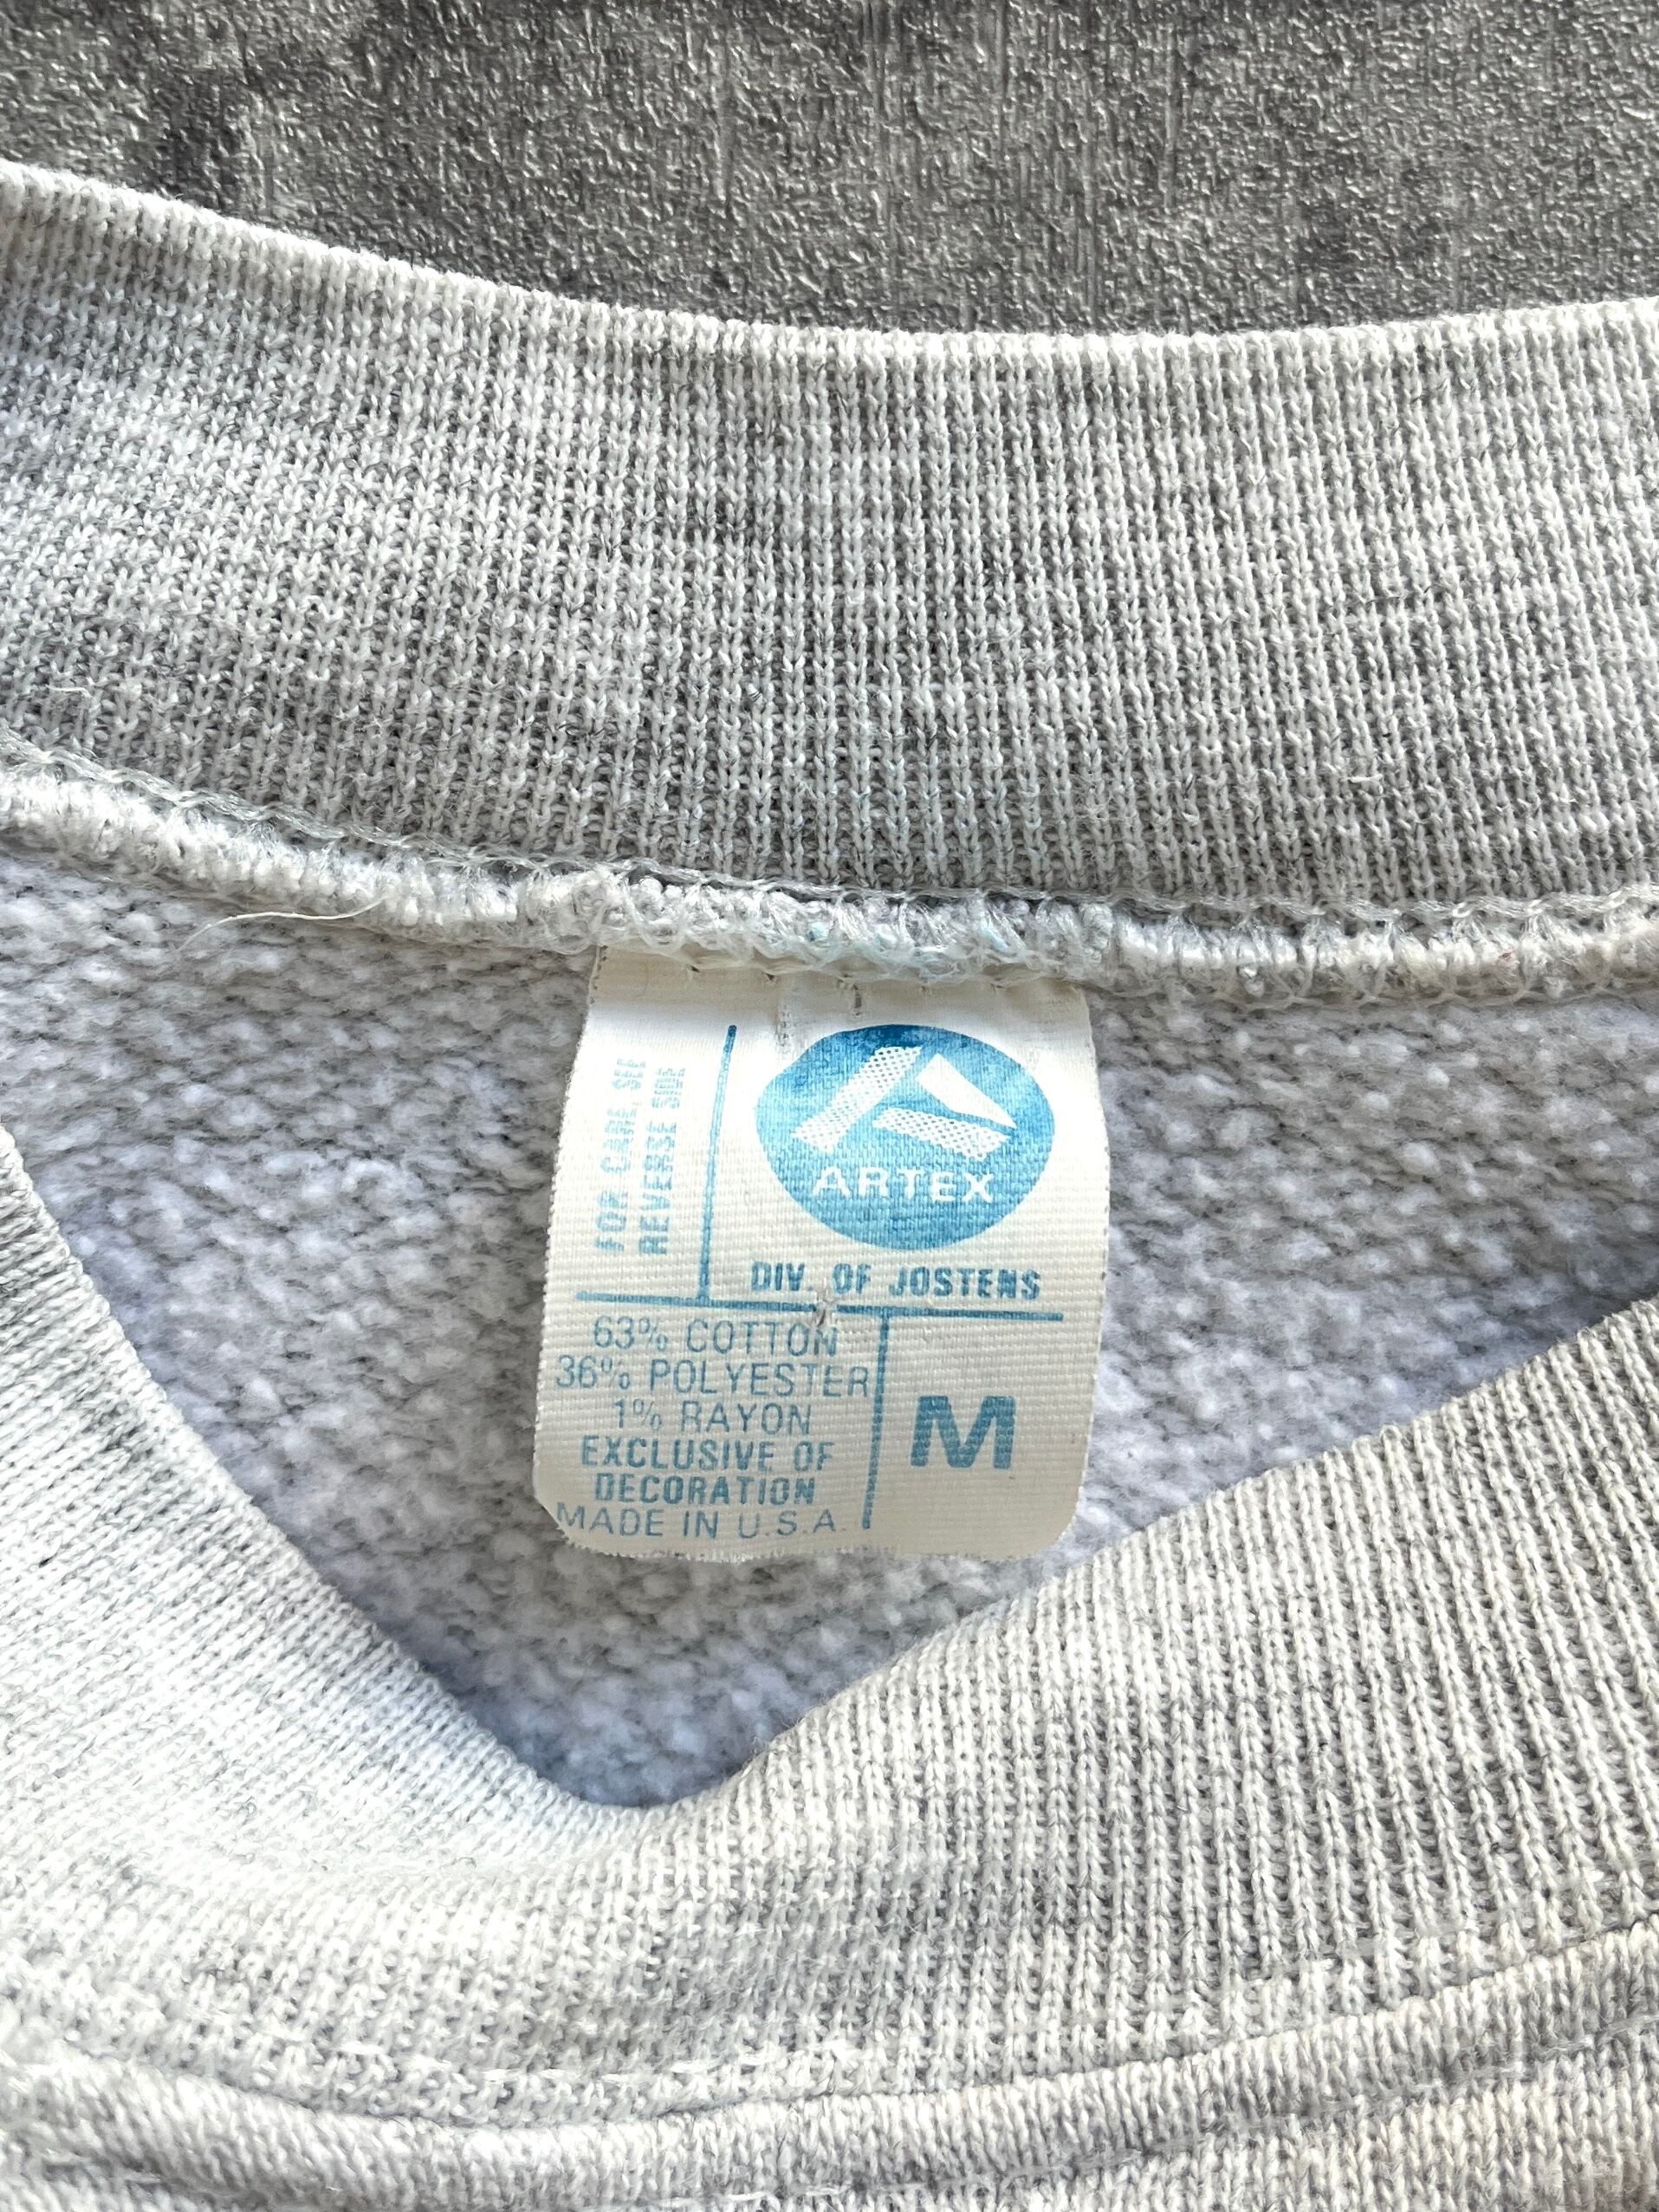 FOR CARE, SEE
REVERSE SIDE
ARTEX
DIV. OF JOSTENS
63% COTTON
36% POLYESTER
1% RAYON
EXCLUSIVE OF
DECORATION
MADE IN U.S.A.
M